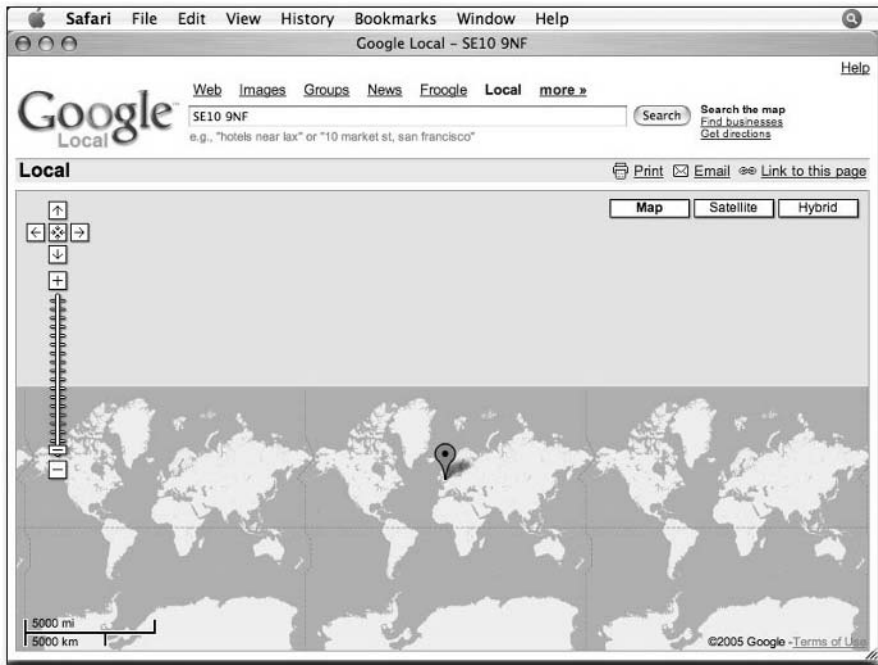 Safari File Edit View History Bookmarks Window Help
Google Local – SE10 9NF
Help
Google Local
Web Images Groups News Froogle Local more »
SE10 9NF
Search
Search the map
Find businesses
Get directions
e.g., "hotels near lax" or "10 market st, san francisco"
Local
Print Email Link to this page
Map Satellite Hybrid
5000 mi
5000 km
©2005 Google - Terms of Use